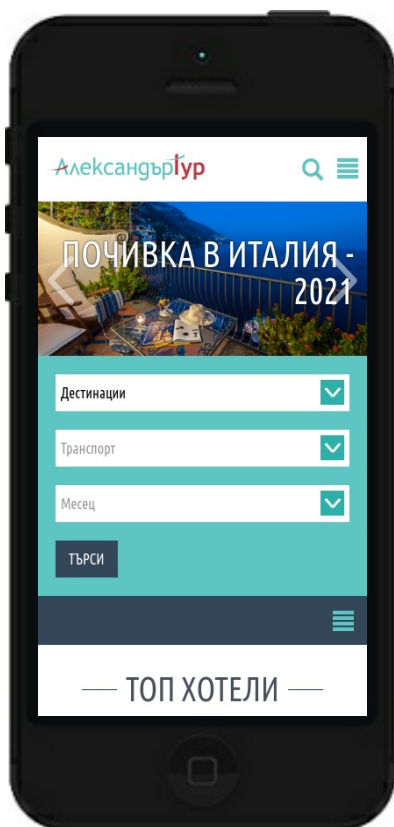 АлександърТур
ПОЧИВКА В ИТАЛИЯ -
2021
Дестинации
Транспорт
Месец
ТЪРСИ
ТОП ХОТЕЛИ